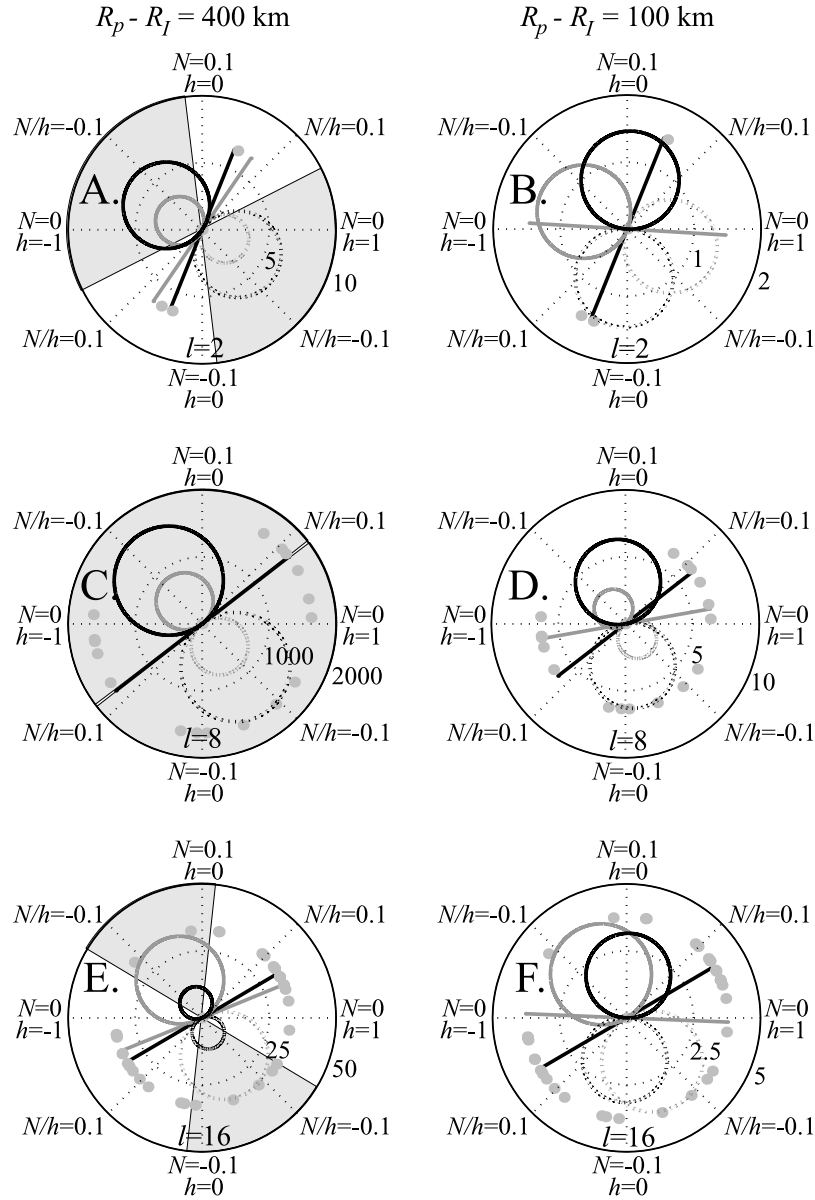 R_p - R_I = 400 km
R_p - R_I = 100 km
N=0.1
h=0
N/h=-0.1
N/h=0.1
A.
N=0
h=-1
N=0
h=1
5
10
N/h=0.1
N/h=-0.1
l=2
N=-0.1
h=0
N=0.1
h=0
N/h=-0.1
N/h=0.1
B.
N=0
h=-1
N=0
h=1
1
2
N/h=0.1
N/h=-0.1
l=2
N=-0.1
h=0
N=0.1
h=0
N/h=-0.1
N/h=0.1
C.
N=0
h=-1
N=0
h=1
1000
2000
N/h=0.1
N/h=-0.1
l=8
N=-0.1
h=0
N=0.1
h=0
N/h=-0.1
N/h=0.1
D.
N=0
h=-1
N=0
h=1
5
10
N/h=0.1
N/h=-0.1
l=8
N=-0.1
h=0
N=0.1
h=0
N/h=-0.1
N/h=0.1
E.
N=0
h=-1
N=0
h=1
25
50
N/h=0.1
N/h=-0.1
l=16
N=-0.1
h=0
N=0.1
h=0
N/h=-0.1
N/h=0.1
F.
N=0
h=-1
N=0
h=1
2.5
5
N/h=0.1
N/h=-0.1
l=16
N=-0.1
h=0